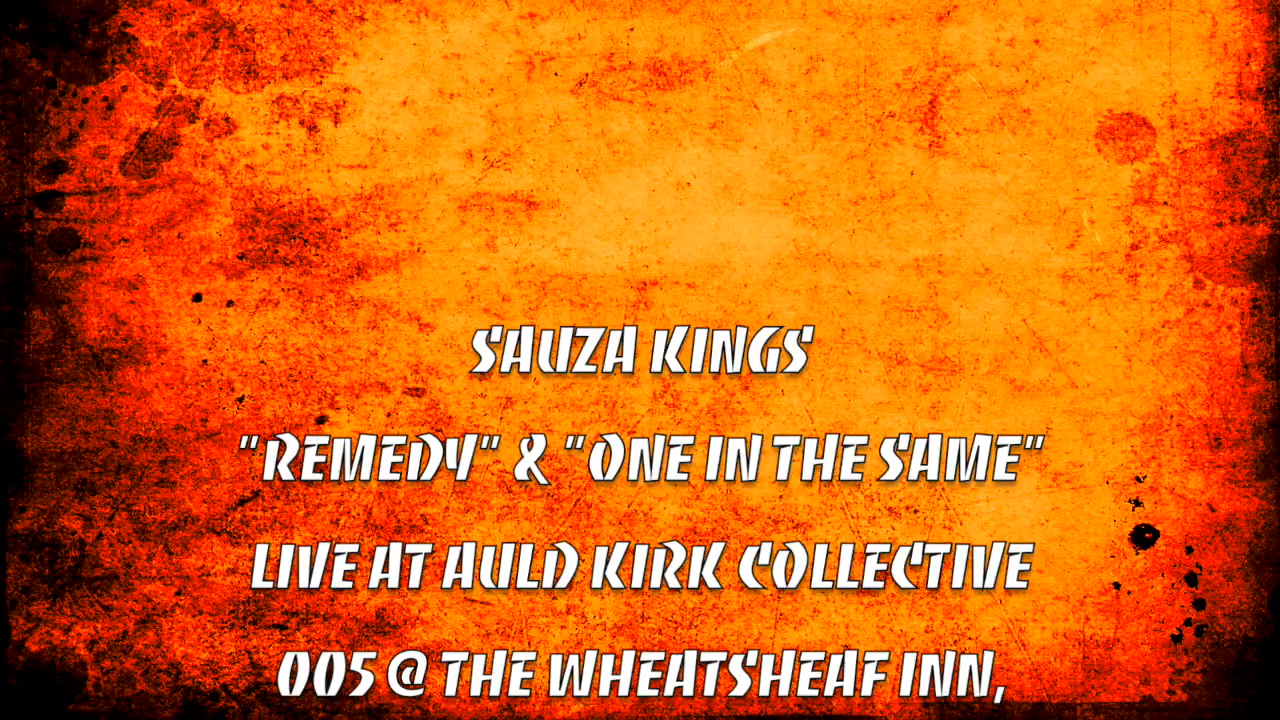 SAUZA KINGS
"REMEDY" & "ONE IN THE SAME"
LIVE AT AULD KIRK COLLECTIVE
005 @ THE WHEATSHEAF INN,